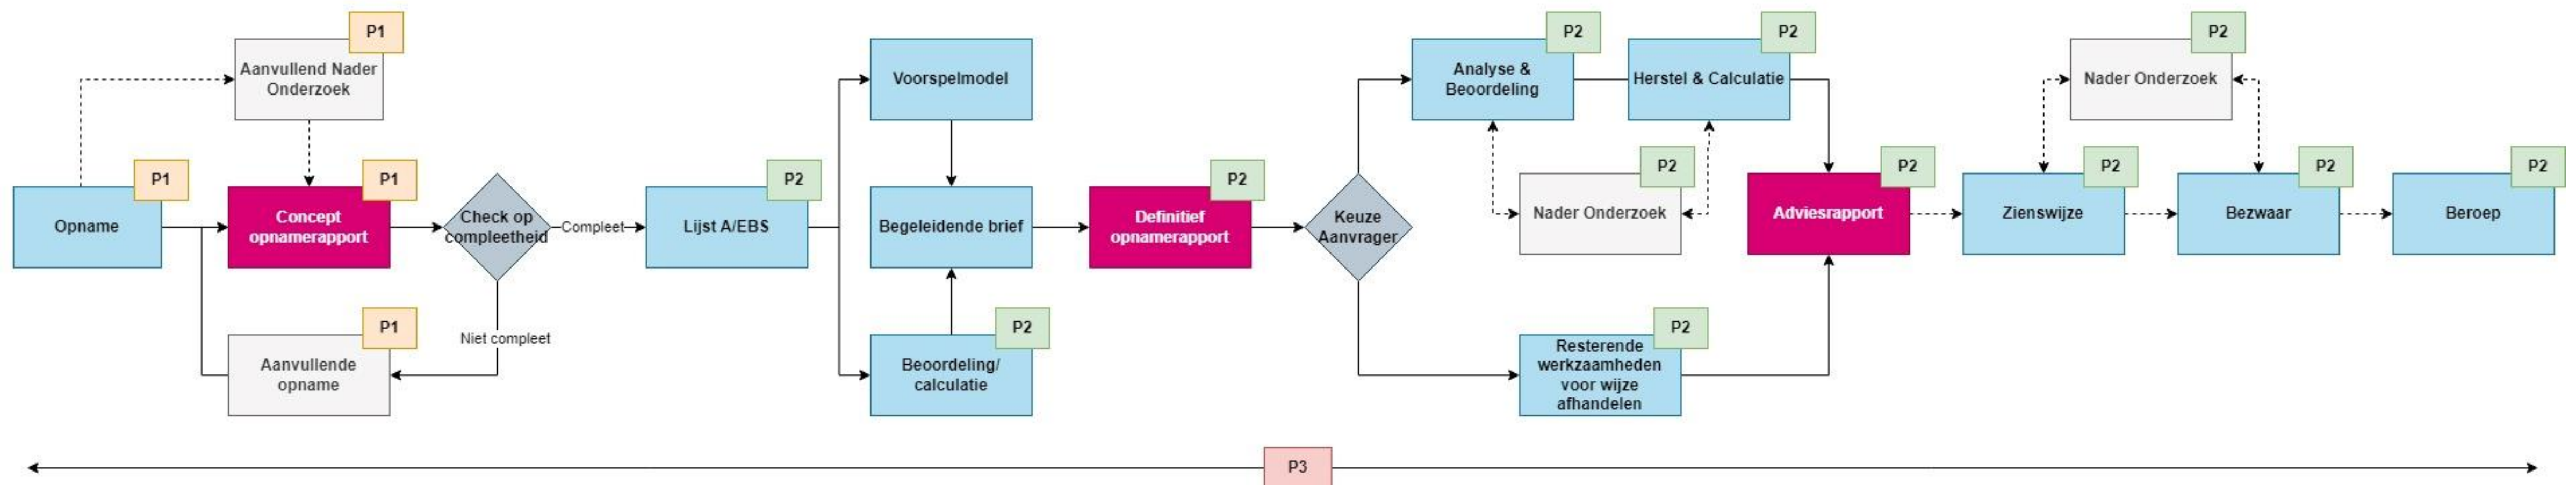 P1
Aanvullend Nader
Onderzoek
P1
Opname
P1
Concept
opnamerapport
Check op
compleetheid
Compleet
Niet compleet
P1
Aanvullende
opname
P2
Lijst A/EBS
Voorspelmodel
Begeleidende brief
P2
Beoordeling/
calculatie
P2
Definitief
opnamerapport
Keuze
Aanvrager
P2
Analyse &
Beoordeling
P2
Herstel & Calculatie
P2
Nader Onderzoek
P2
Resterende
werkzaamheden
voor wijze
afhandelen
P2
Adviesrapport
P2
Nader Onderzoek
P2
Zienswijze
P2
Bezwaar
P2
Beroep
P3